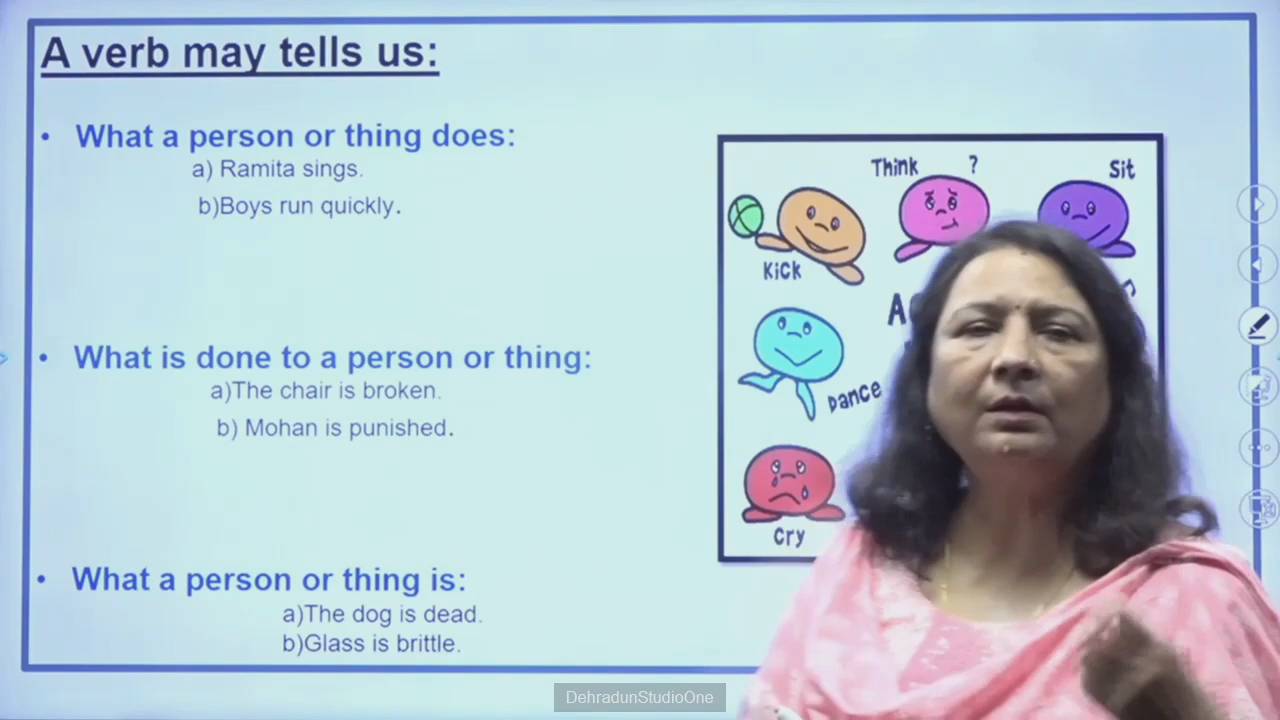 A verb may tells us:
• What a person or thing does:
a) Ramita sings.
b)Boys run quickly.
• What is done to a person or thing:
a)The chair is broken.
b) Mohan is punished.
• What a person or thing is:
a)The dog is dead.
b)Glass is brittle.
Think ?
Sit
Kick
Dance
Cry
DehradunStudioOne